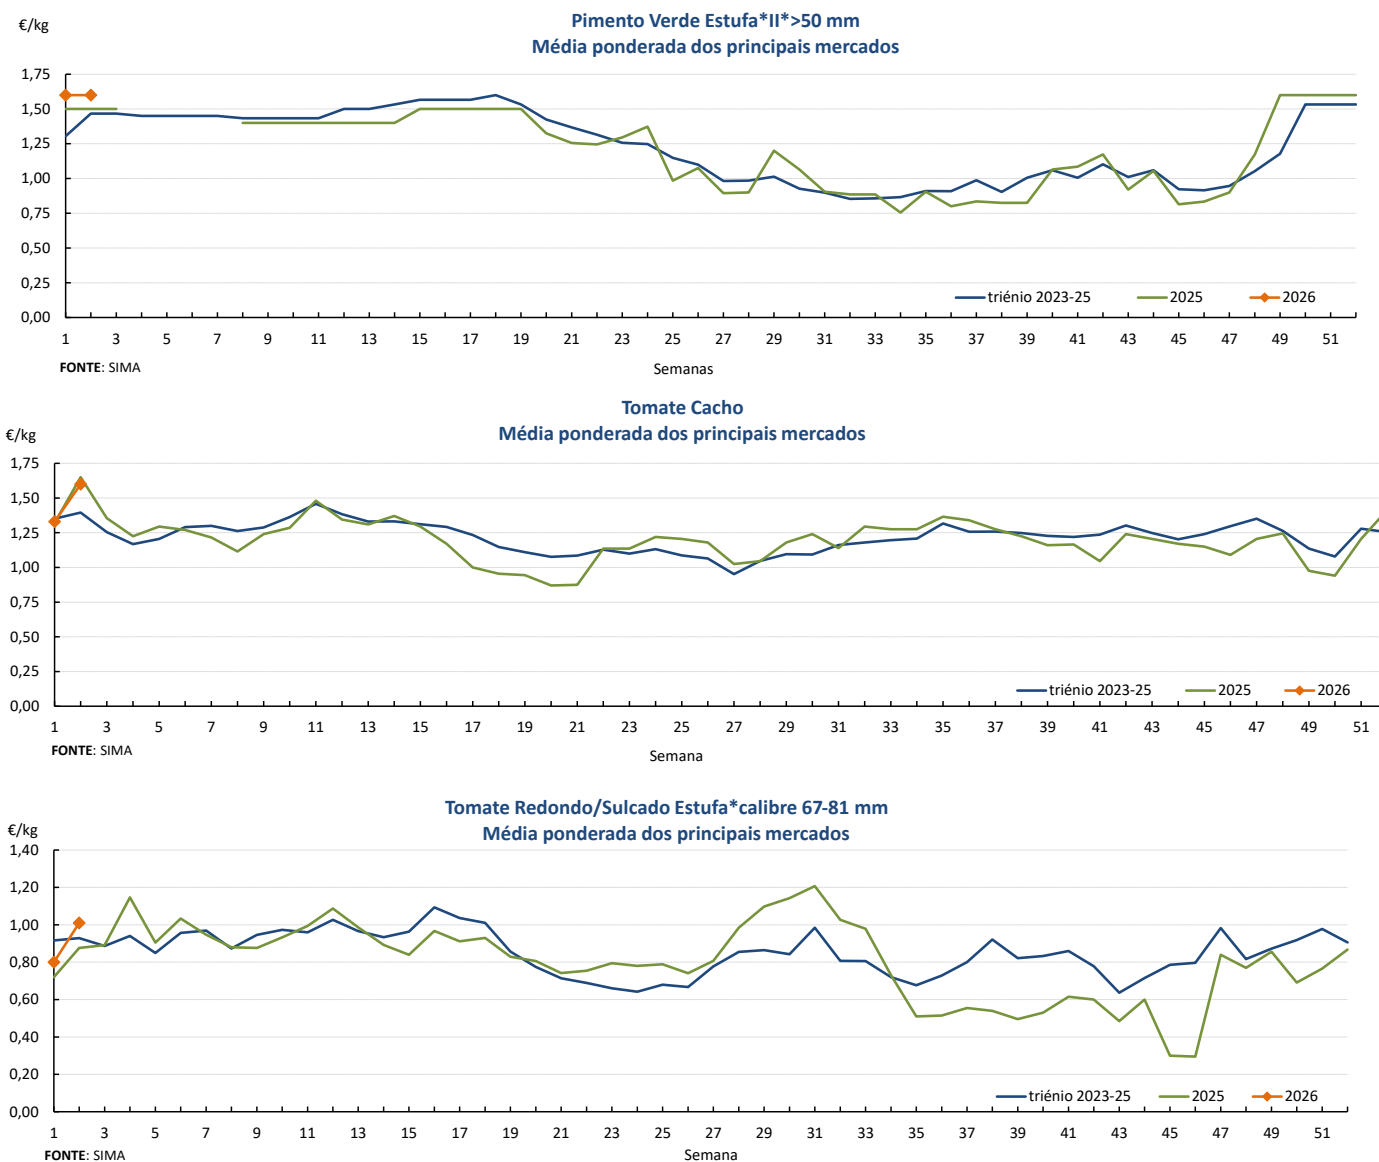 Pimento Verde Estufa*II*>50 mm
Média ponderada dos principais mercados
€/kg
1,75
1,50
1,25
1,00
0,75
0,50
0,25
0,00
triénio 2023-25 2025 2026
1 3 5 7 9 11 13 15 17 19 21 23 25 27 29 31 33 35 37 39 41 43 45 47 49 51
FONTE: SIMA
Semanas
Tomate Cacho
Média ponderada dos principais mercados
€/kg
1,75
1,50
1,25
1,00
0,75
0,50
0,25
0,00
triénio 2023-25 2025 2026
1 3 5 7 9 11 13 15 17 19 21 23 25 27 29 31 33 35 37 39 41 43 45 47 49 51
FONTE: SIMA
Semana
Tomate Redondo/Sulcado Estufa*calibre 67-81 mm
Média ponderada dos principais mercados
€/kg
1,40
1,20
1,00
0,80
0,60
0,40
0,20
0,00
triénio 2023-25 2025 2026
1 3 5 7 9 11 13 15 17 19 21 23 25 27 29 31 33 35 37 39 41 43 45 47 49 51
FONTE: SIMA
Semana